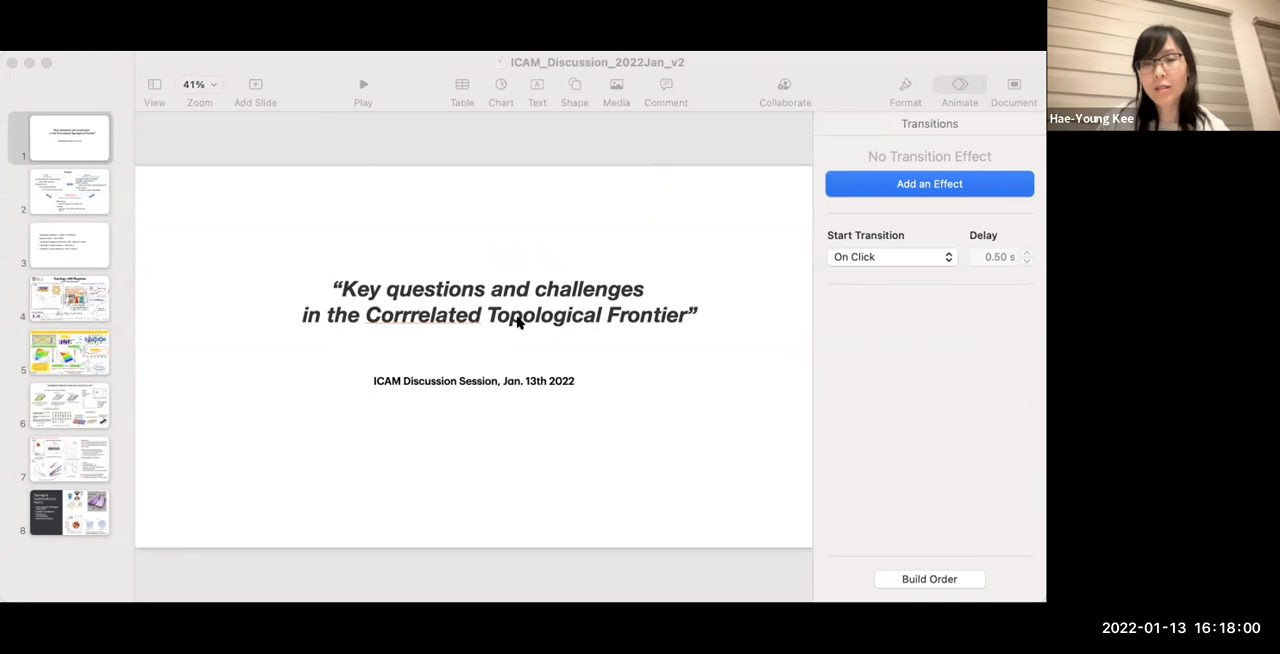 ICAM_Discussion_2022Jan_v2
41%
View
Zoom
Add Slide
Play
Table
Chart
Text
Shape
Media
Comment
Collaborate
Format
Animate
Document
Hae-Young Kee
Transitions
No Transition Effect
Add an Effect
Start Transition
Delay
On Click
0.50 s
1
2
3
4
5
6
7
8
“Key questions and challenges
in the Corrrelated Topological Frontier”
ICAM Discussion Session, Jan. 13th 2022
Build Order
2022-01-13 16:18:00